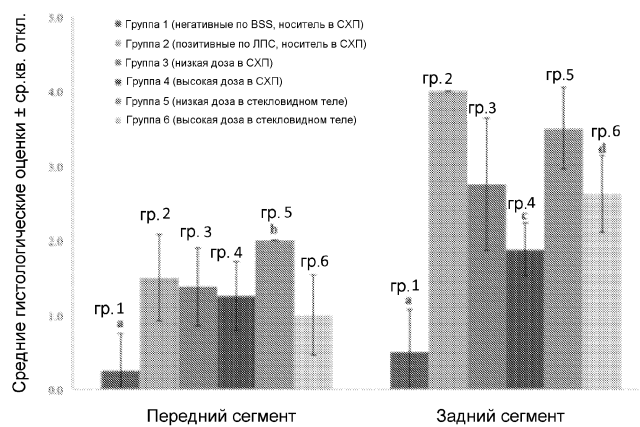 Средние гистологические оценки ± ср.кв. откл.
5.0
4.0
3.0
2.0
1.0
0.0
Группа 1 (негативные по BSS, носитель в СХП)
Группа 2 (позитивные по ЛПС, носитель в СХП)
Группа 3 (низкая доза в СХП)
Группа 4 (высокая доза в СХП)
Группа 5 (низкая доза в стекловидном теле)
Группа 6 (высокая доза в стекловидном теле)
гр.1
a
гр.2
гр.3
гр.4
гр.5
b
гр.6
гр.1
a
гр.2
гр.3
гр.4
c
гр.5
гр.6
d
Передний сегмент
Задний сегмент